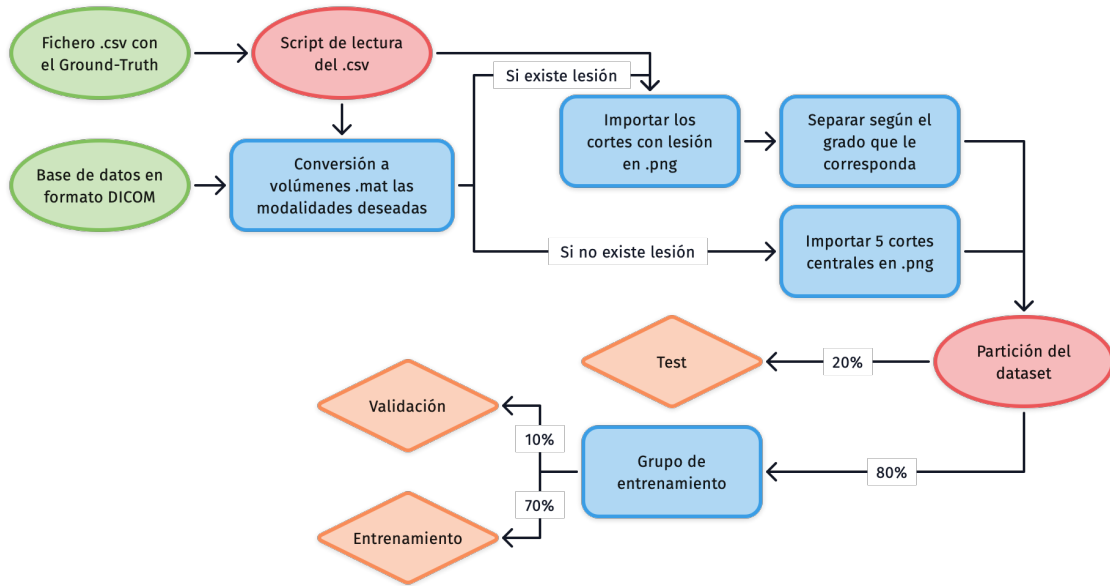 Fichero .csv con
el Ground-Truth
Script de lectura
del .csv
Si existe lesión
Base de datos en
formato DICOM
Conversión a
volúmenes .mat las
modalidades deseadas
Importar los
cortes con lesión
en .png
Separar según el
grado que le
corresponda
Si no existe lesión
Importar 5 cortes
centrales en .png
Partición del
dataset
20%
Test
80%
Grupo de
entrenamiento
10%
Validación
70%
Entrenamiento